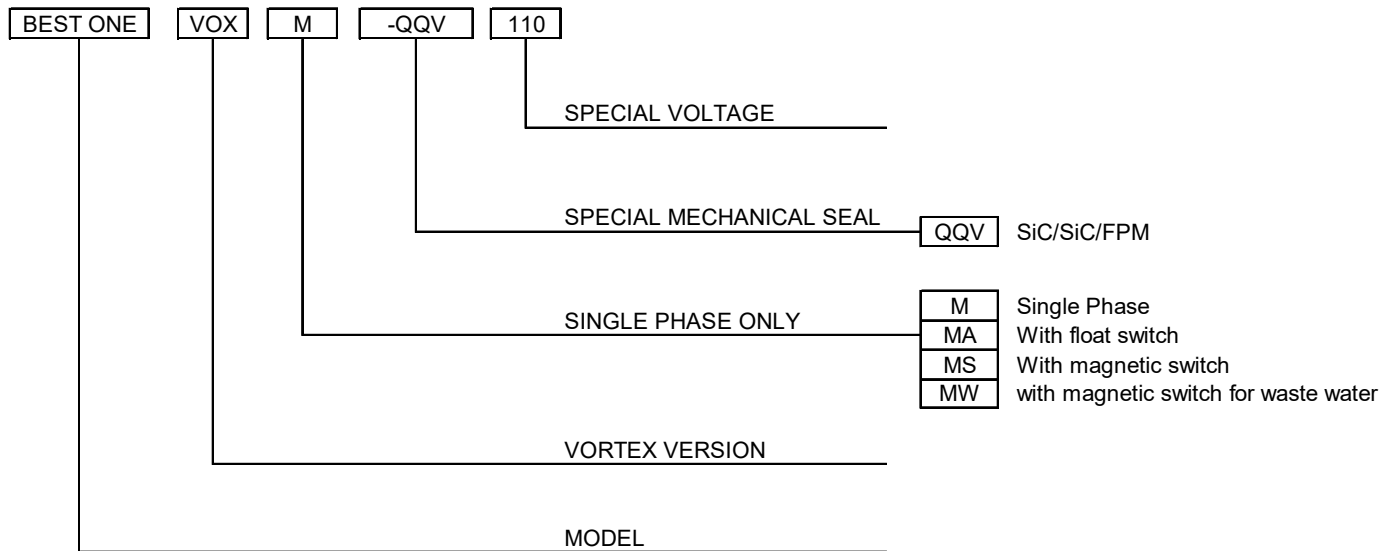 BEST ONE VOX M -QQV 110
SPECIAL VOLTAGE
SPECIAL MECHANICAL SEAL QQV SiC/SiC/FPM
M Single Phase
SINGLE PHASE ONLY
MA With float switch
MS With magnetic switch
MW with magnetic switch for waste water
VORTEX VERSION
MODEL